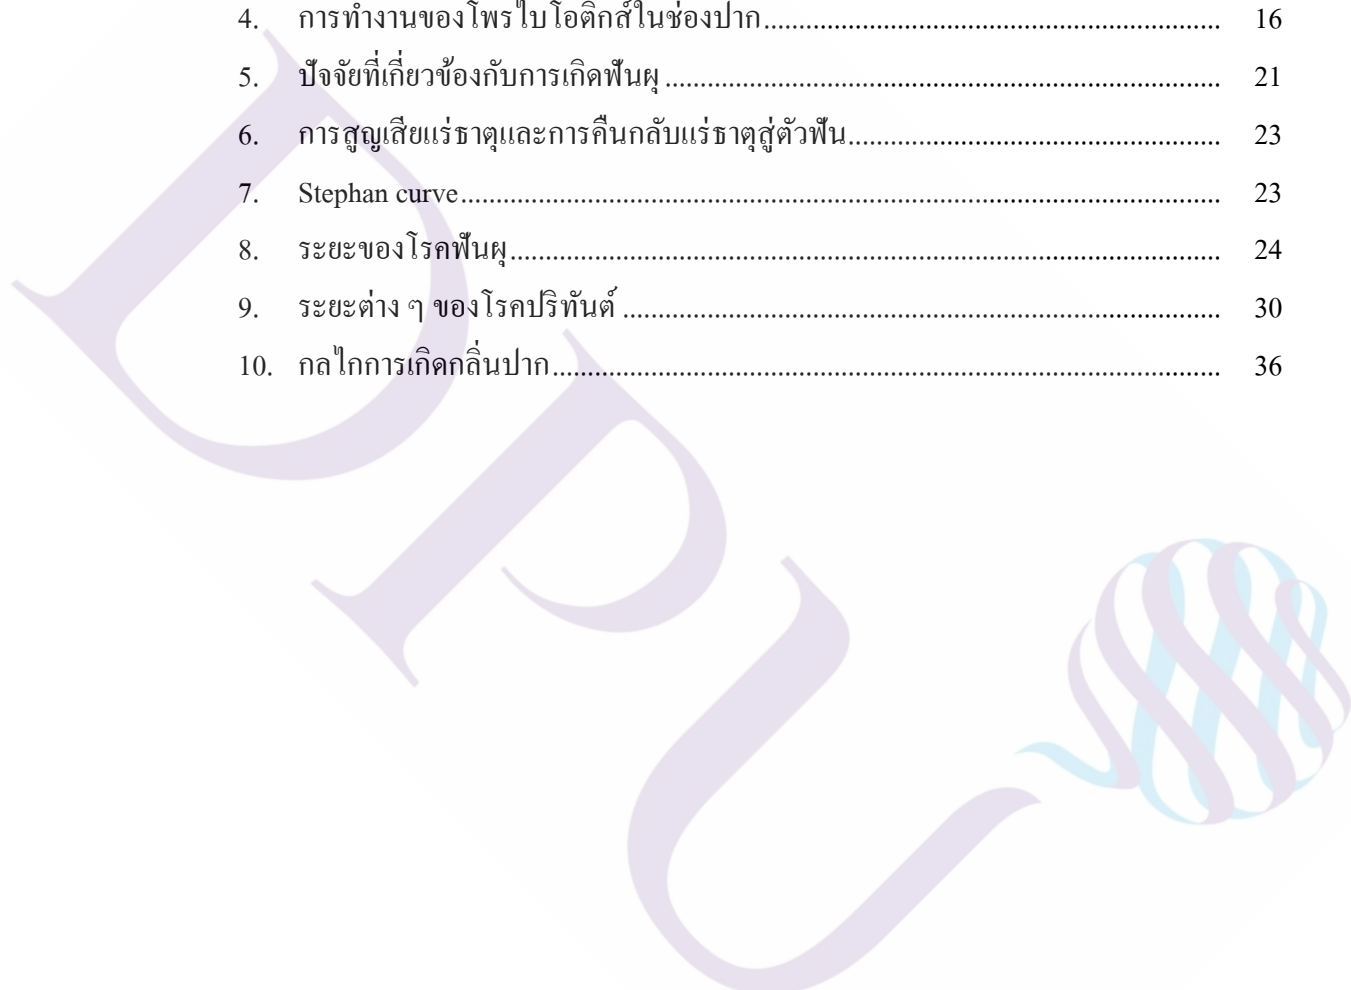 4. การทำงานของโพรไบโอติกส์ในช่องปาก................................................................ 16
5. ปัจจัยที่เกี่ยวข้องกับการเกิดฟันผุ.............................................................................. 21
6. การสูญเสียแร่ธาตุและการคืนกลับแร่ธาตุสู่ตัวฟัน.................................................... 23
7. Stephan curve........................................................................................................... 23
8. ระยะของโรคฟันผุ.................................................................................................... 24
9. ระยะต่าง ๆ ของโรคปริทันต์.................................................................................... 30
10. กลไกการเกิดกลิ่นปาก.............................................................................................. 36
DPU